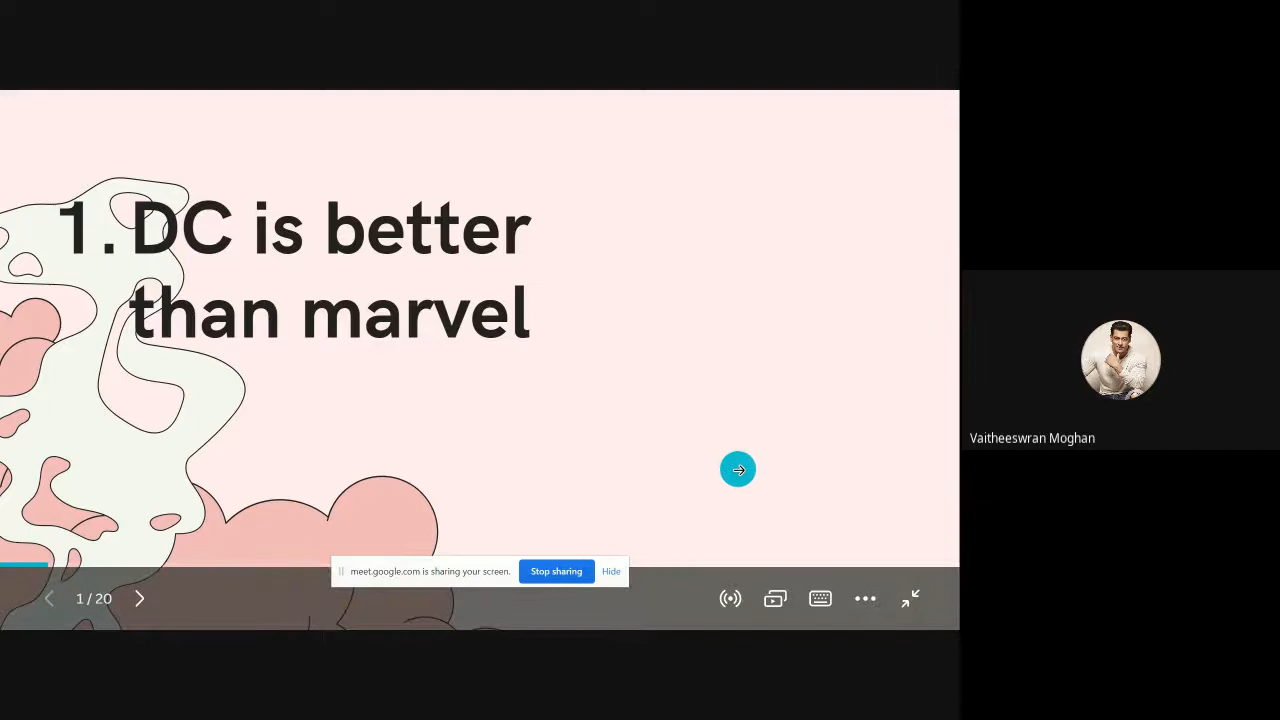 1. DC is better
than marvel
Vaitheeswran Moghan
meet.google.com is sharing your screen. Stop sharing Hide
1/20